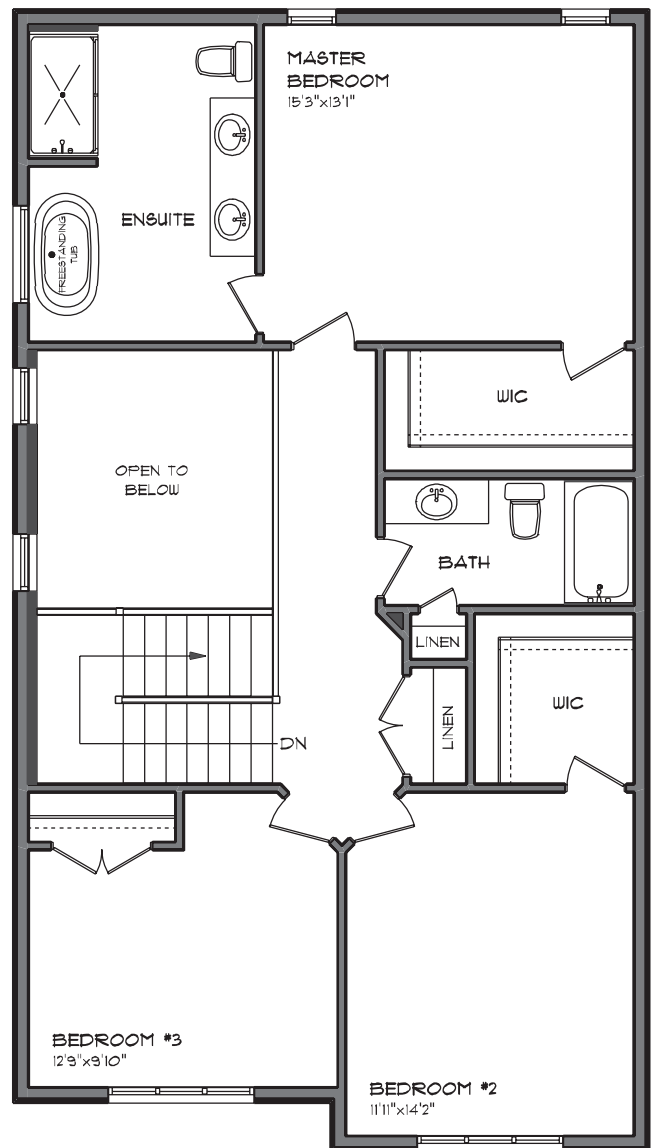 MASTER
BEDROOM
15'3"x13'1"
ENSUITE
FREESTANDING
TUB
WIC
OPEN TO
BELOW
BATH
LINEN
WIC
LINEN
DN
BEDROOM #3
12'9"x9'10"
BEDROOM #2
11'11"x14'2"